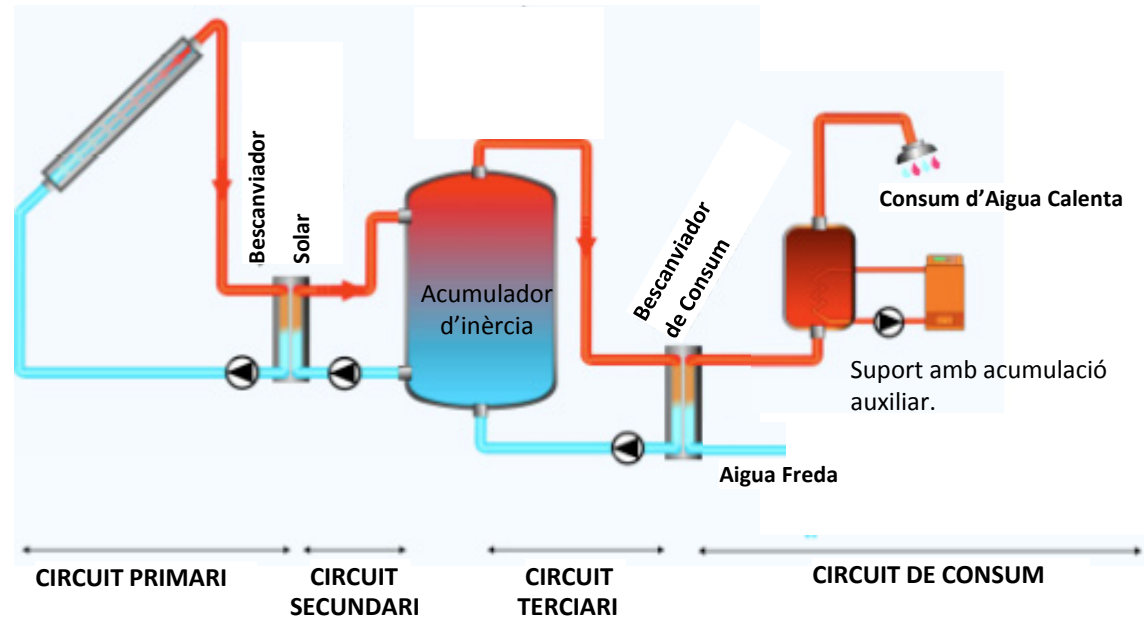 Bescanviador
Solar
Acumulador
d'inèrcia
Bescanviador
de Consum
Consum d'Aigua Calenta
Suport amb acumulació
auxiliar.
Aigua Freda
CIRCUIT PRIMARI
CIRCUIT
SECUNDARI
CIRCUIT
TERCIARI
CIRCUIT DE CONSUM